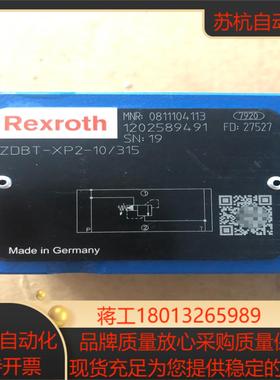 苏杭自动
Rexroth
MNR: 0811104113
7920
1202589491
FD: 27527
SN: 19
ZDBT-XP2-10/315
①
P
T
②
Made in Germany
蒋工18013265989
自动化
品牌质量放心采购质量保
开票
现货充足为您提供可定